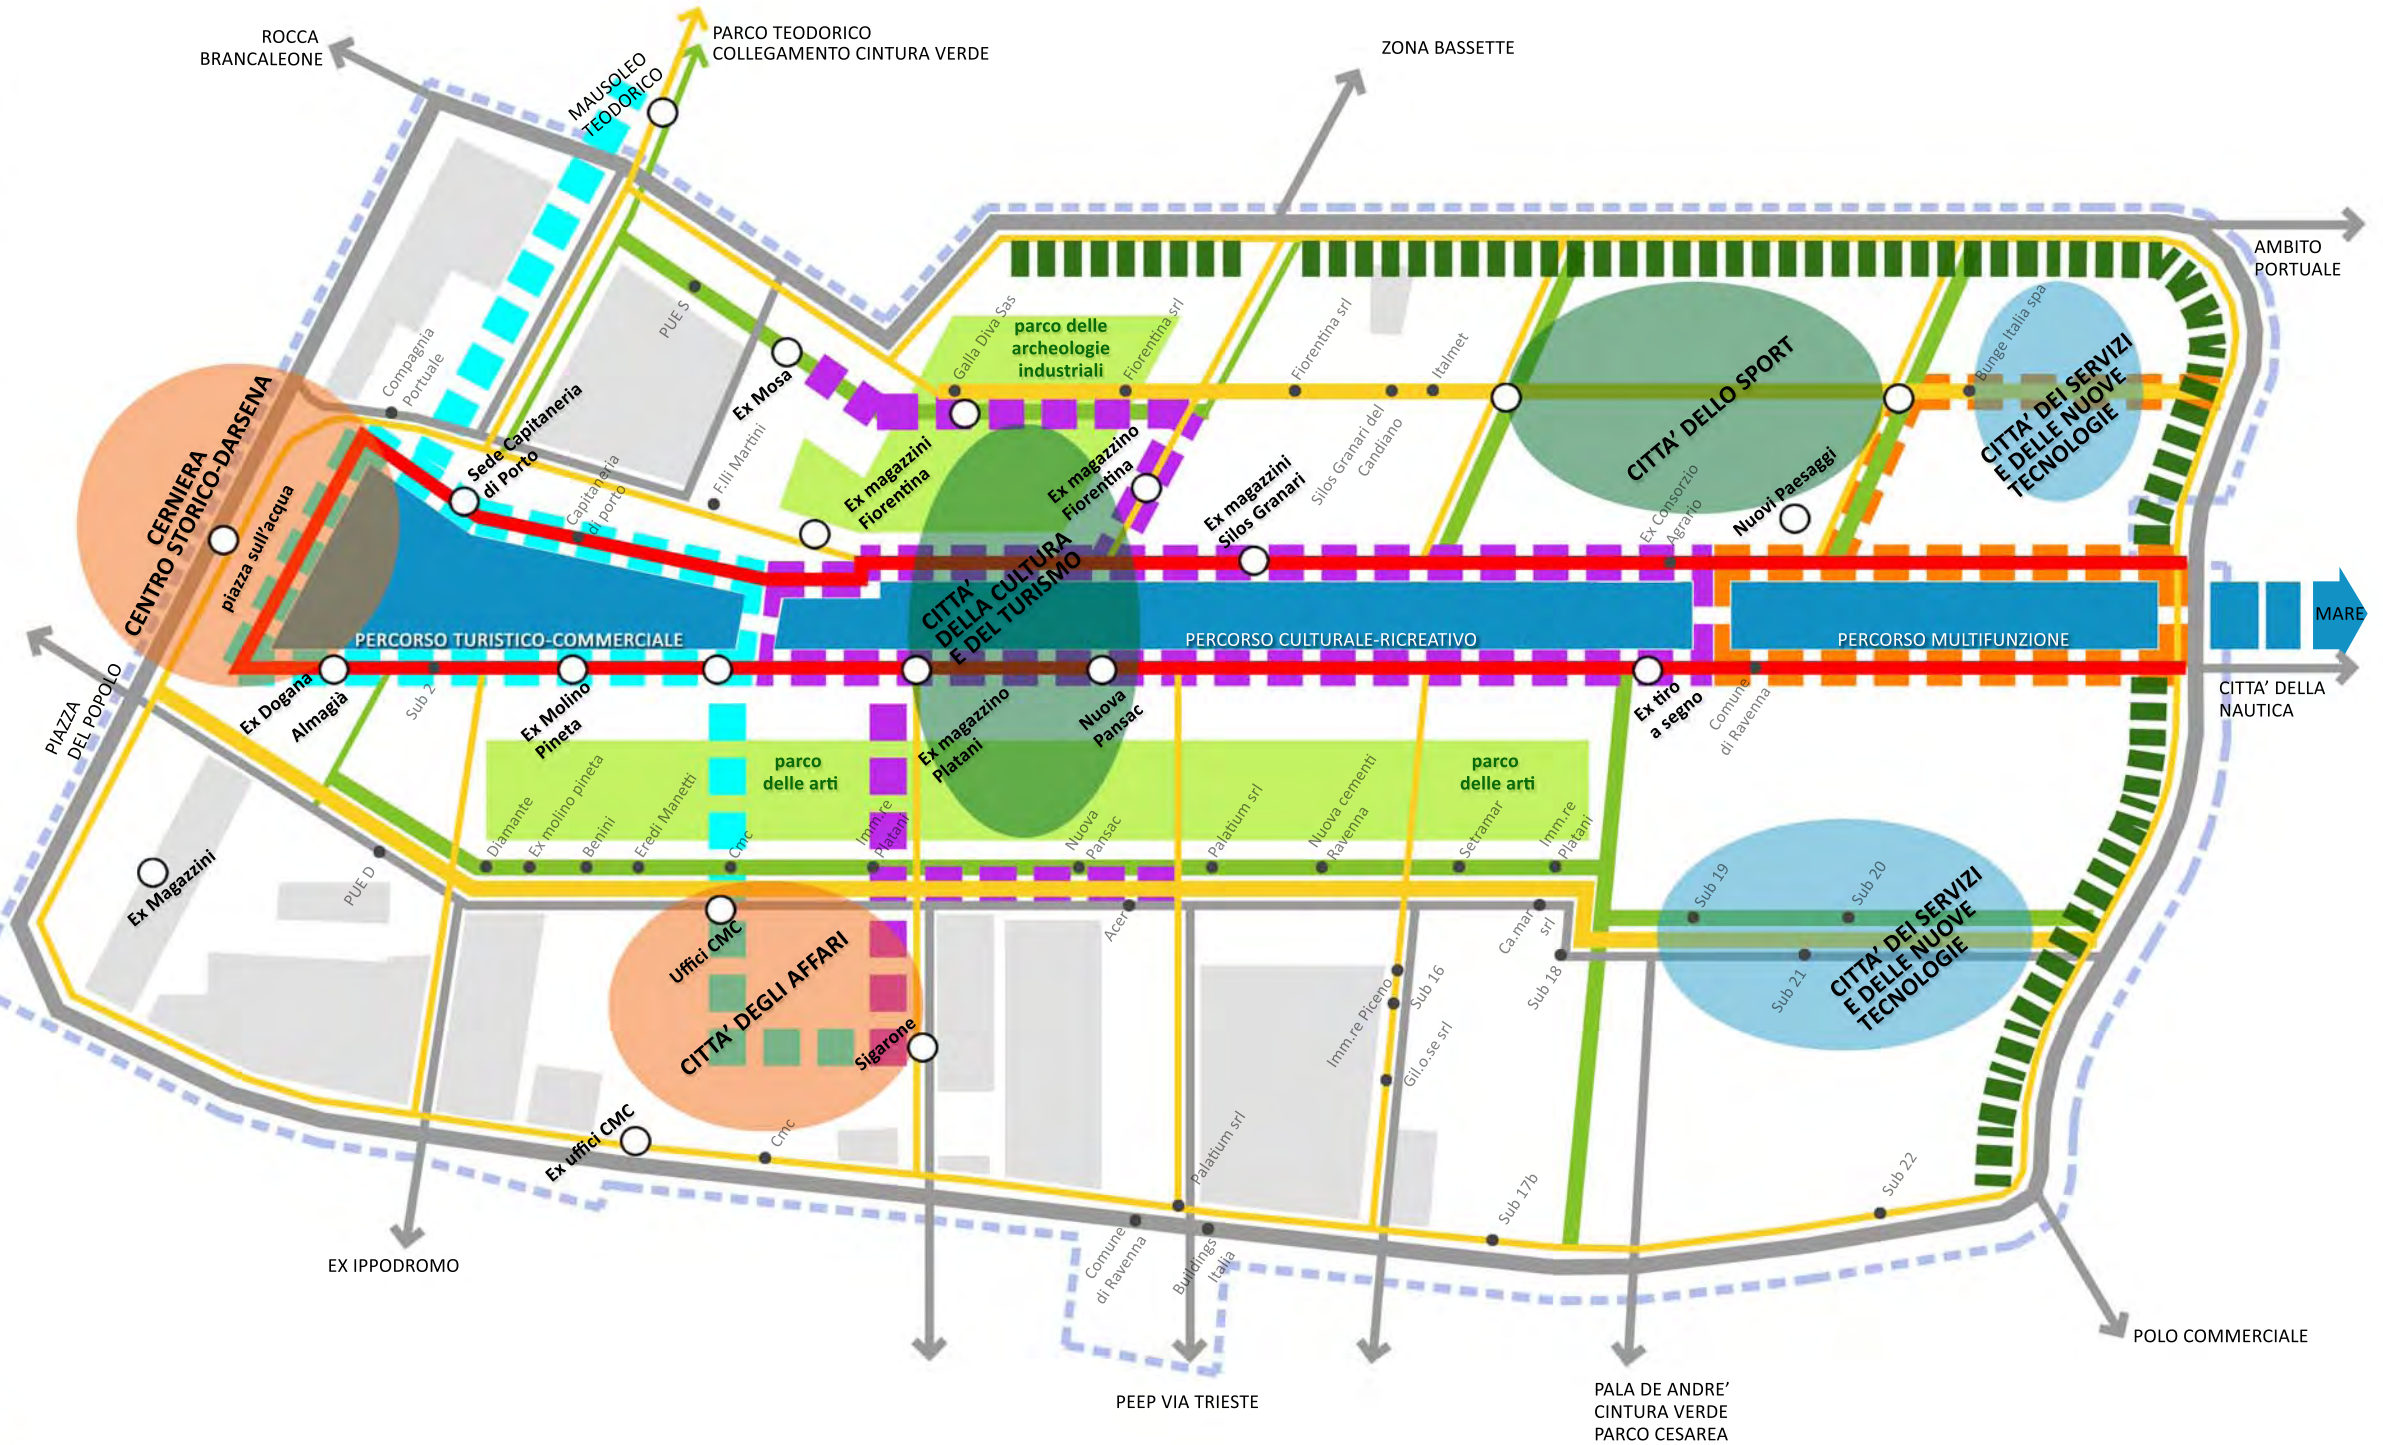 ROCCA
BRANCALEONE
PARCO TEODORICO
COLLEGAMENTO CINTURA VERDE
MAUSOLEO
TEODORICO
ZONA BASSETTE
AMBITO
PORTUALE
Compagnia
Portuale
PUE S
Ex Mosa
F.lli Martini
Sede Capitaneria
di Porto
Capitaneria
di porto
Galla Diva Sas
parco delle
archeologie
industriali
Fiorentina srl
Fiorentina srl
Italmet
Silos Granari del
Candiano
Ex magazzini
Fiorentina
Ex magazzino
Fiorentina
Ex magazzini
Silos Granari
CITTA' DELLO SPORT
Ex Consorzio
Agrario
Nuovi Paesaggi
Bunge Italia spa
CITTA' DEI SERVIZI
E DELLE NUOVE
TECNOLOGIE
CERNIERA
CENTRO STORICO-DARSENA
piazza sull'acqua
CITTA'
DELLA CULTURA
E DEL TURISMO
PERCORSO TURISTICO-COMMERCIALE
PERCORSO CULTURALE-RICREATIVO
PERCORSO MULTIFUNZIONE
MARE
CITTA' DELLA
NAUTICA
PIAZZA
DEL POPOLO
Ex Dogana
Almagià
Sub 2
Ex Molino
Pineta
Ex magazzino
Platani
Nuova
Pansac
Ex tiro
a segno
Comune
di Ravenna
parco
delle arti
parco
delle arti
Diamante
Ex molino pineta
Benini
Eredi Manetti
Cmc
Imm.re
Platani
Nuova
Pansac
Palatium srl
Nuova cementi
Ravenna
Setramar
Imm.re
Platani
Ex Magazzini
PUE D
Uffici CMC
CITTA' DEGLI AFFARI
Sigarone
Acer
Ca.mar
srl
Sub 18
Sub 19
Sub 20
Sub 21
CITTA' DEI SERVIZI
E DELLE NUOVE
TECNOLOGIE
Imm.re Piceno
Sub 16
Gil.o.se srl
Ex uffici CMC
Cmc
Palatium srl
Comune
di Ravenna
Buildings
Italia
Sub 17b
Sub 22
EX IPPODROMO
PEEP VIA TRIESTE
PALA DE ANDRE'
CINTURA VERDE
PARCO CESAREA
POLO COMMERCIALE